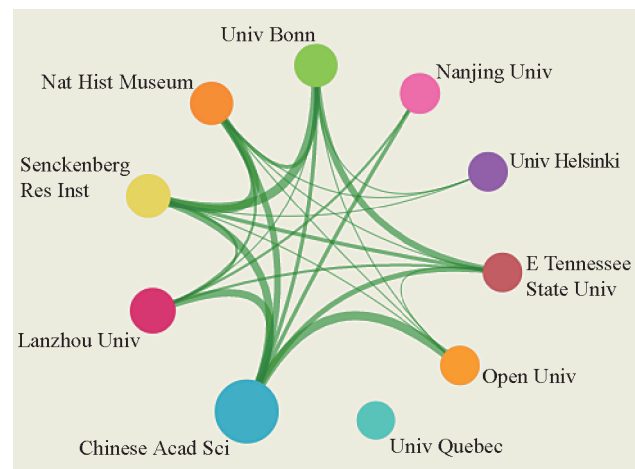 Univ Bonn
Nanjing Univ
Nat Hist Museum
Univ Helsinki
Senckenberg
Res Inst
E Tennessee
State Univ
Lanzhou Univ
Open Univ
Chinese Acad Sci
Univ Quebec